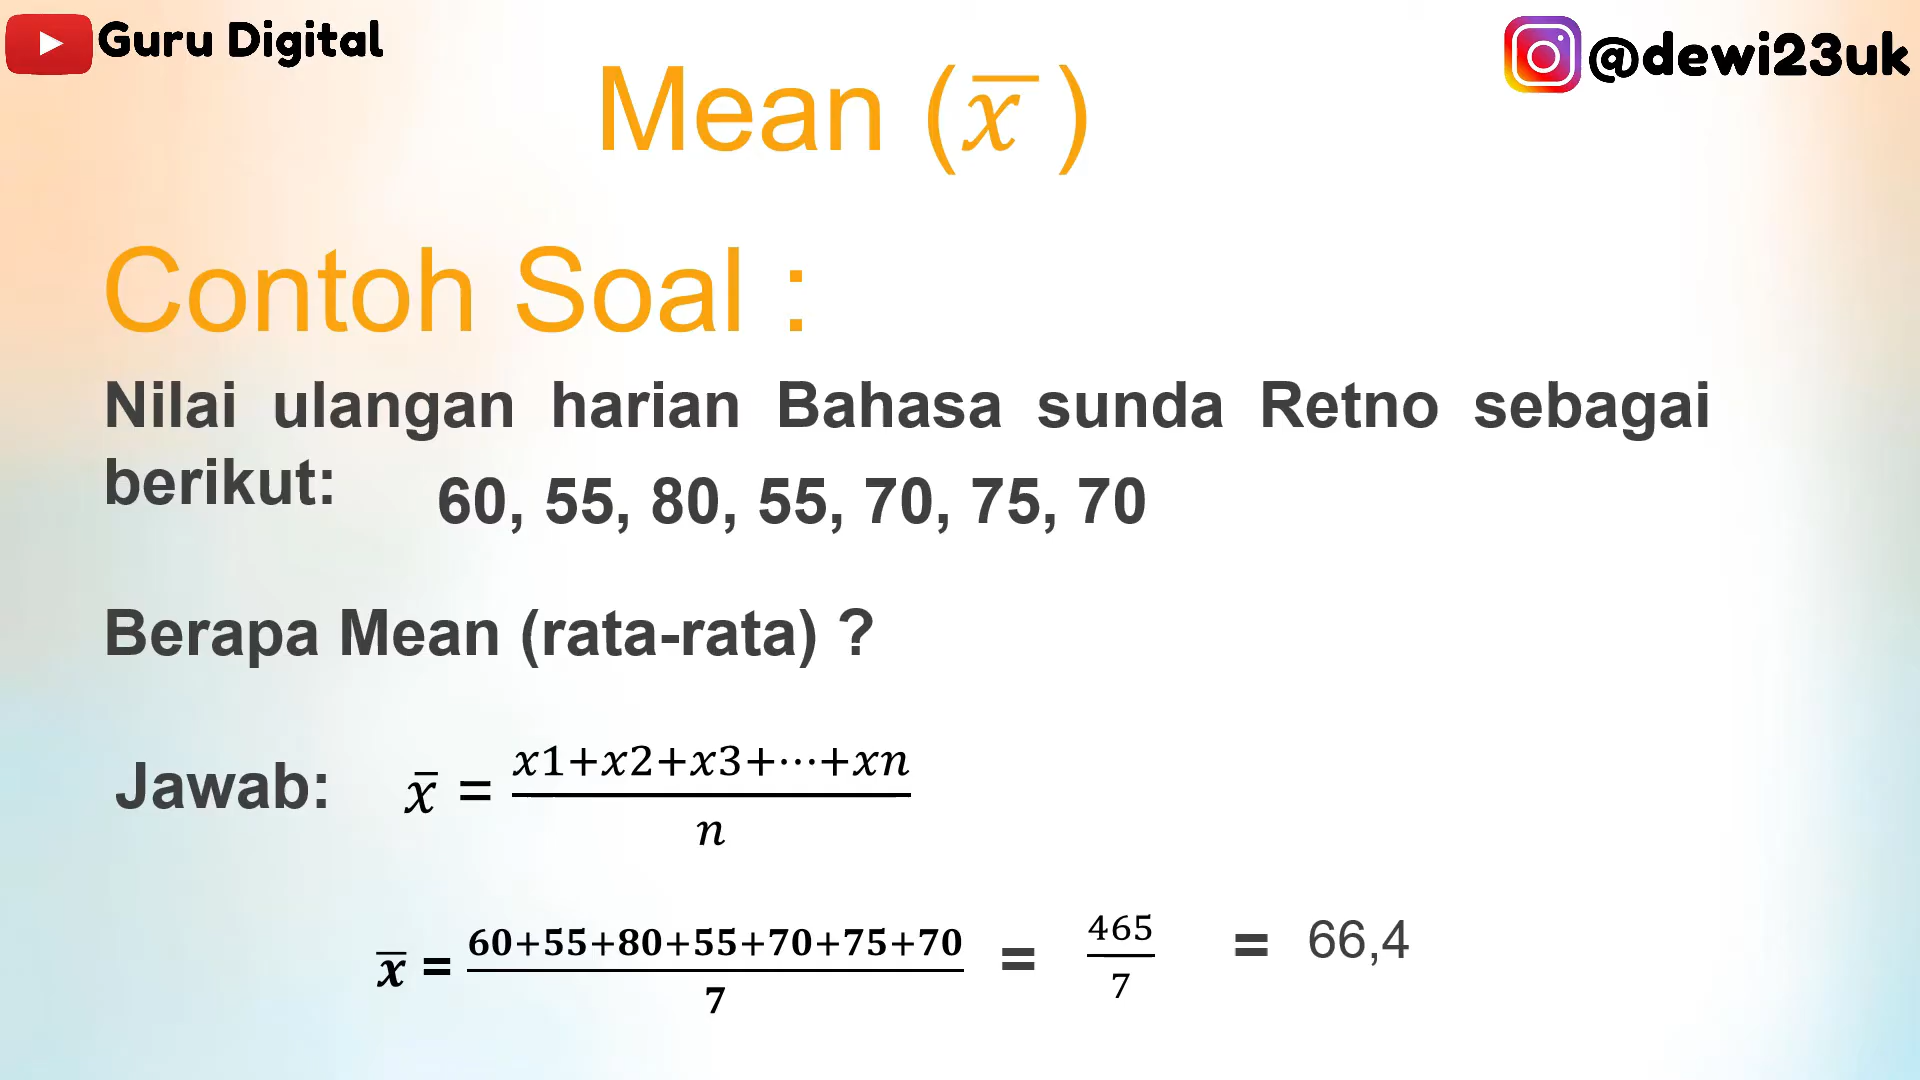 Guru Digital
@dewi23uk
Mean (x̅ )
Contoh Soal :
Nilai ulangan harian Bahasa sunda Retno sebagai
berikut: 60, 55, 80, 55, 70, 75, 70
Berapa Mean (rata-rata) ?
Jawab: x̅ = x1+x2+x3+⋯+xn / n
x̅ = 60+55+80+55+70+75+70 / 7 = 465 / 7 = 66,4